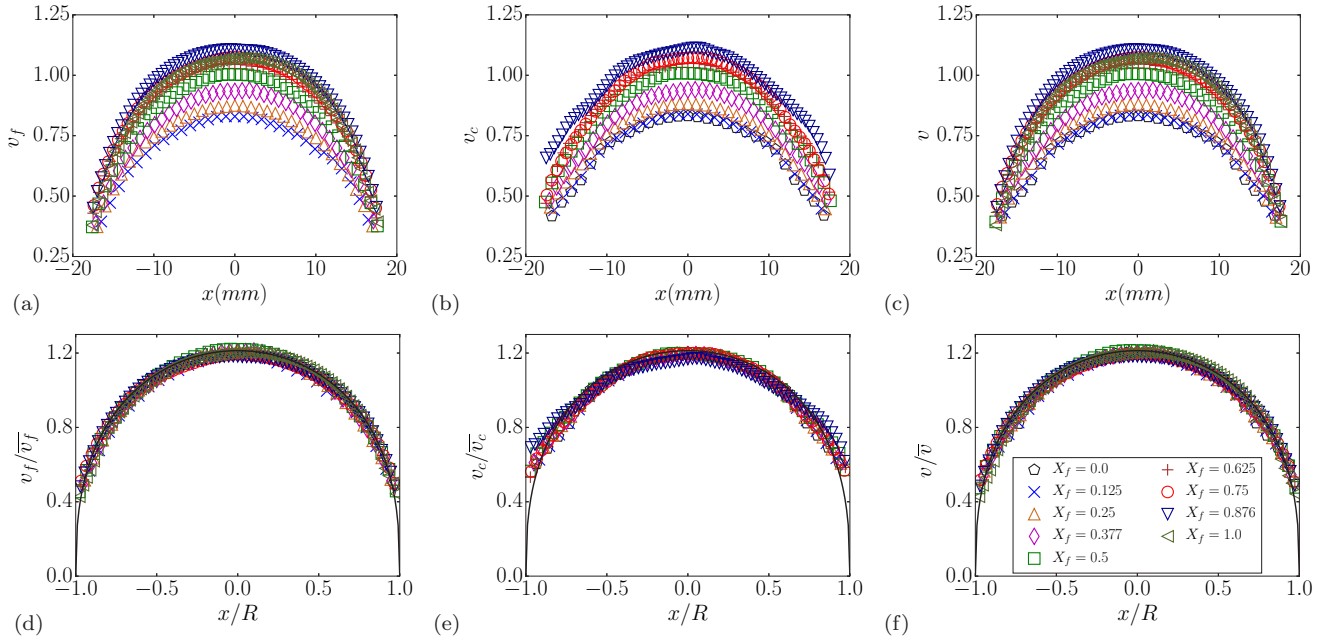 1.25
1.00
0.75
0.50
0.25
v_f
−20 −10 0 10 20
x(mm)
(a)
1.25
1.00
0.75
0.50
0.25
v_c
−20 −10 0 10 20
x(mm)
(b)
1.25
1.00
0.75
0.50
0.25
v
−20 −10 0 10 20
x(mm)
(c)
1.2
0.8
0.4
0.0
v_f/\overline{v_f}
−1.0 −0.5 0.0 0.5 1.0
x/R
(d)
1.2
0.8
0.4
0.0
v_c/\overline{v_c}
−1.0 −0.5 0.0 0.5 1.0
x/R
(e)
1.2
0.8
0.4
0.0
v/\overline{v}
X_f = 0.0
X_f = 0.125
X_f = 0.25
X_f = 0.377
X_f = 0.5
X_f = 0.625
X_f = 0.75
X_f = 0.876
X_f = 1.0
−1.0 −0.5 0.0 0.5 1.0
x/R
(f)